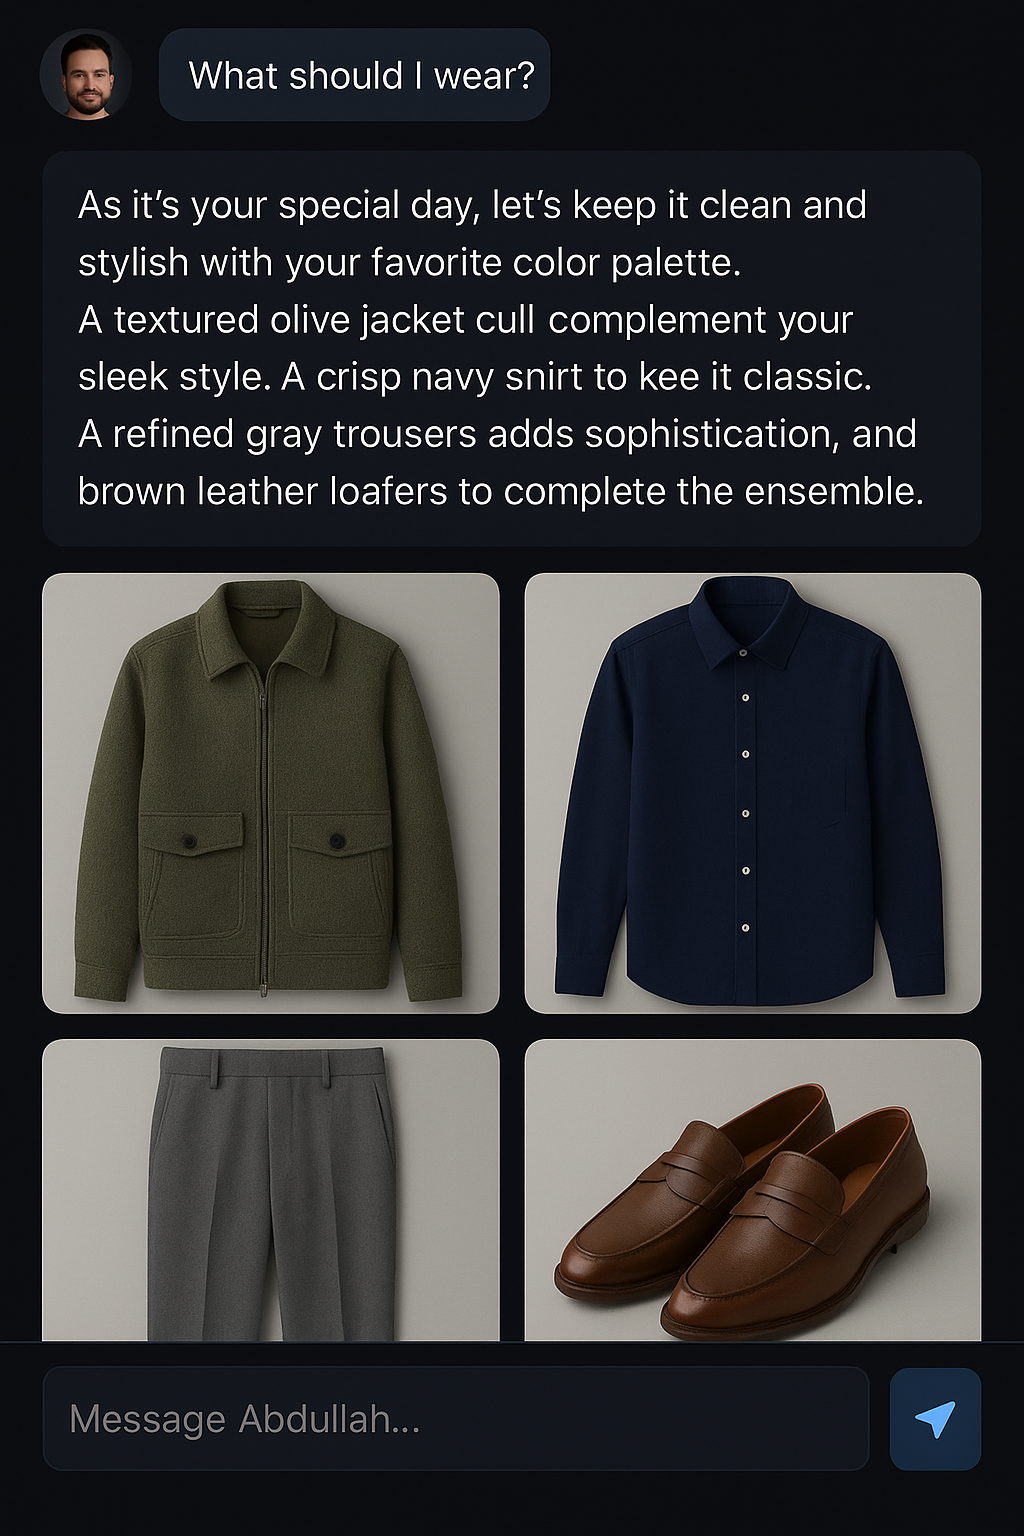 What should I wear?
As it’s your special day, let’s keep it clean and
stylish with your favorite color palette.
A textured olive jacket cull complement your
sleek style. A crisp navy snirt to kee it classic.
A refined gray trousers adds sophistication, and
brown leather loafers to complete the ensemble.
Message Abdullah...